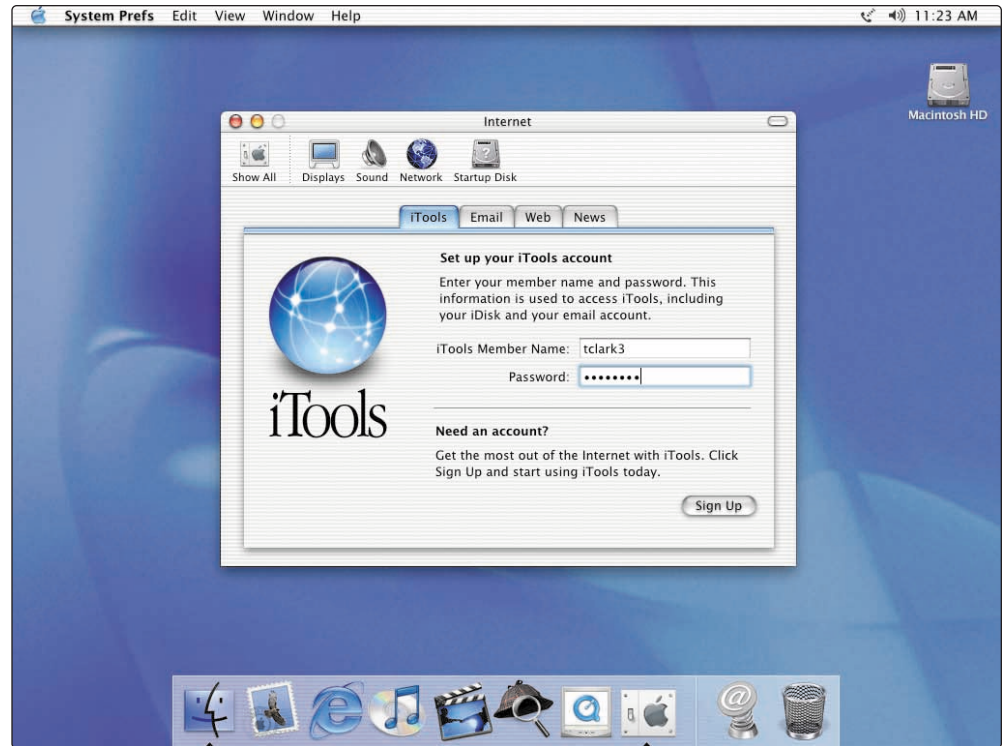 System Prefs Edit View Window Help 11:23 AM
Macintosh HD
Internet
Show All Displays Sound Network Startup Disk
iTools Email Web News
Set up your iTools account
Enter your member name and password. This
information is used to access iTools, including
your iDisk and your email account.
iTools Member Name: tclark3
Password: ••••••••
iTools
Need an account?
Get the most out of the Internet with iTools. Click
Sign Up and start using iTools today.
Sign Up